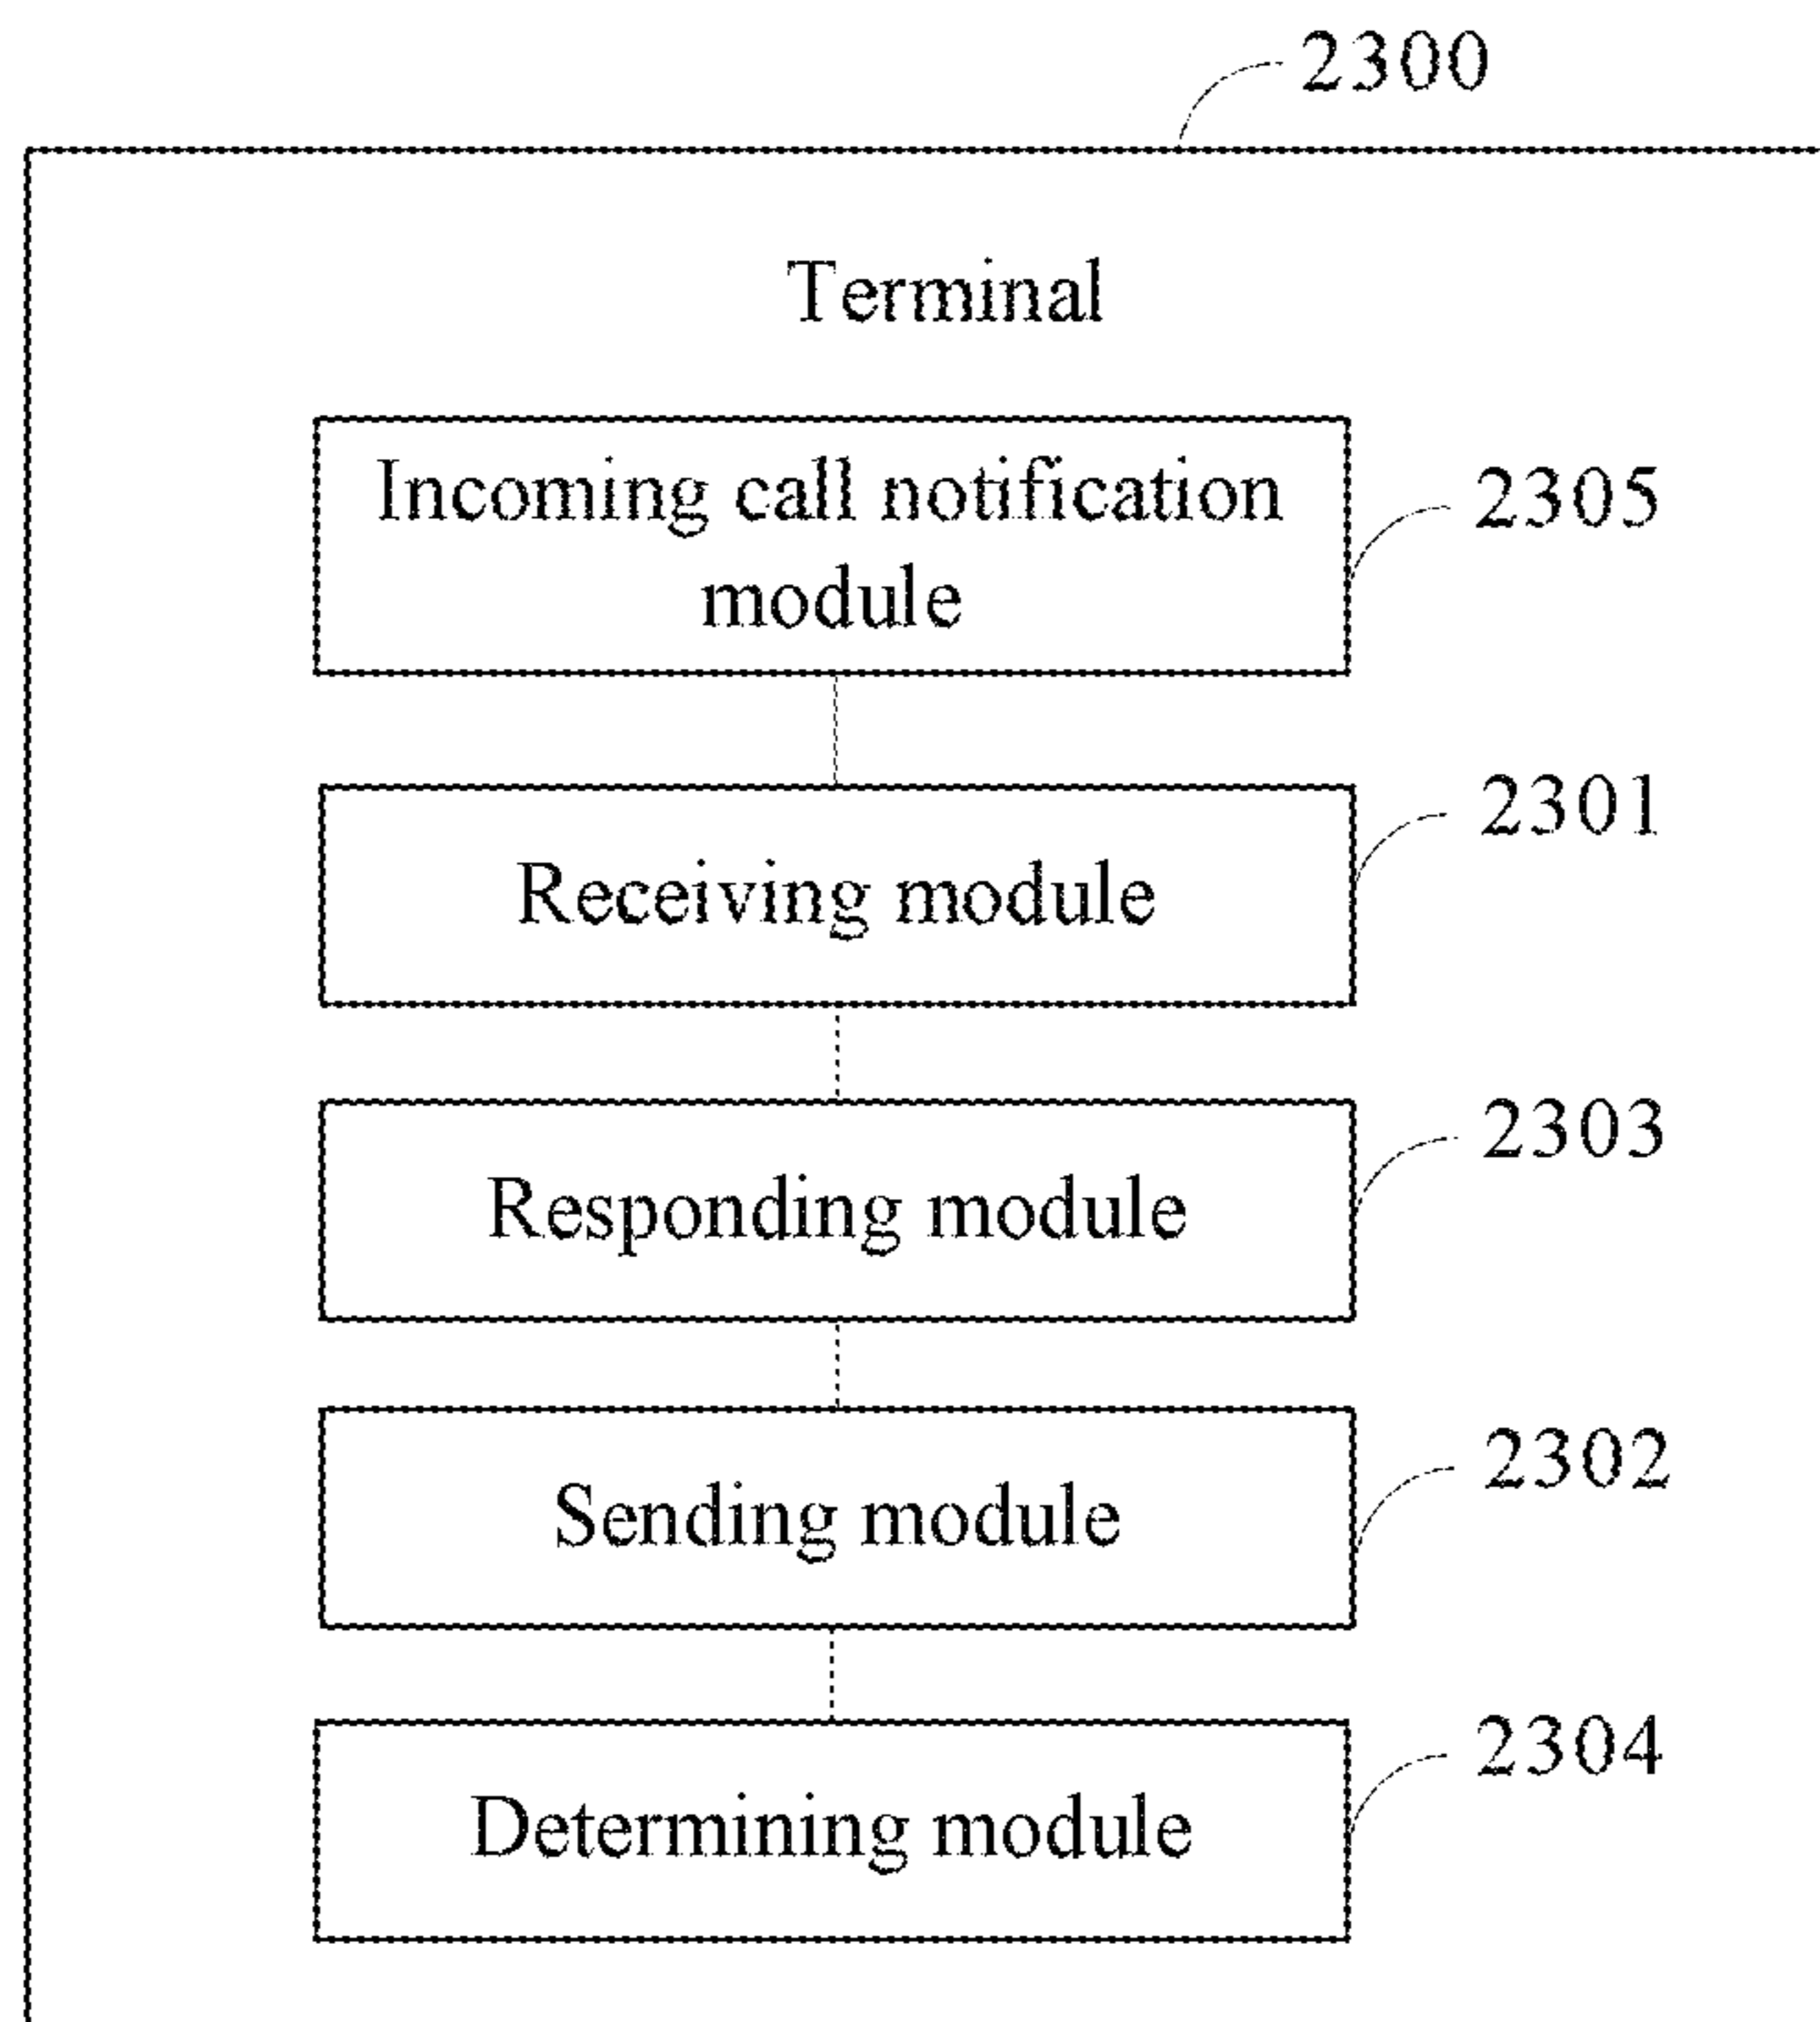 2300
Terminal
Incoming call notification
module
2305
Receiving module
2301
Responding module
2303
Sending module
2302
Determining module
2304